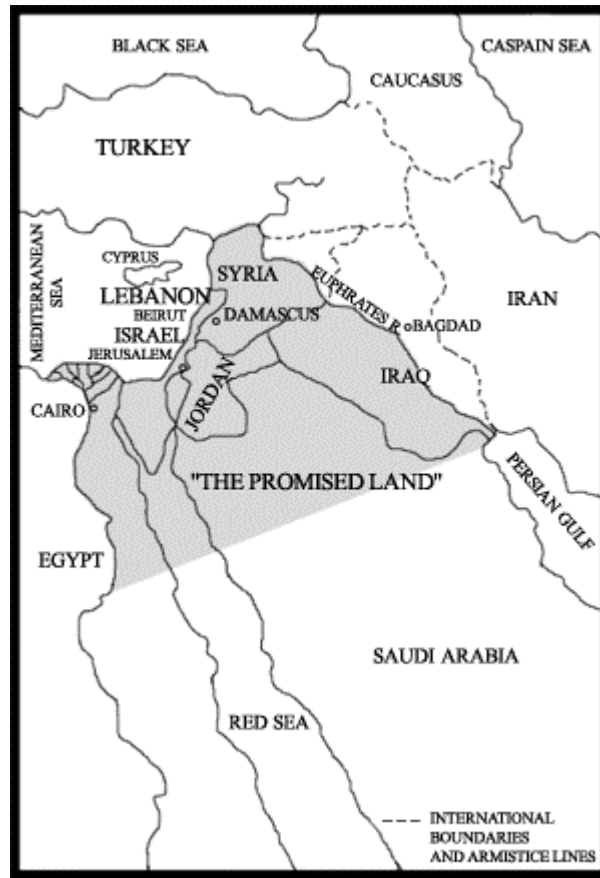 BLACK SEA
CASPAIN SEA
CAUCASUS
TURKEY
MEDITERRANEAN
SEA
CYPRUS
SYRIA
LEBANON
BEIRUT
DAMASCUS
ISRAEL
JERUSALEM
EUPHRATES R
BAGDAD
IRAN
IRAQ
JORDAN
CAIRO
"THE PROMISED LAND"
PERSIAN GULF
EGYPT
SAUDI ARABIA
RED SEA
INTERNATIONAL
BOUNDARIES
AND ARMISTICE LINES